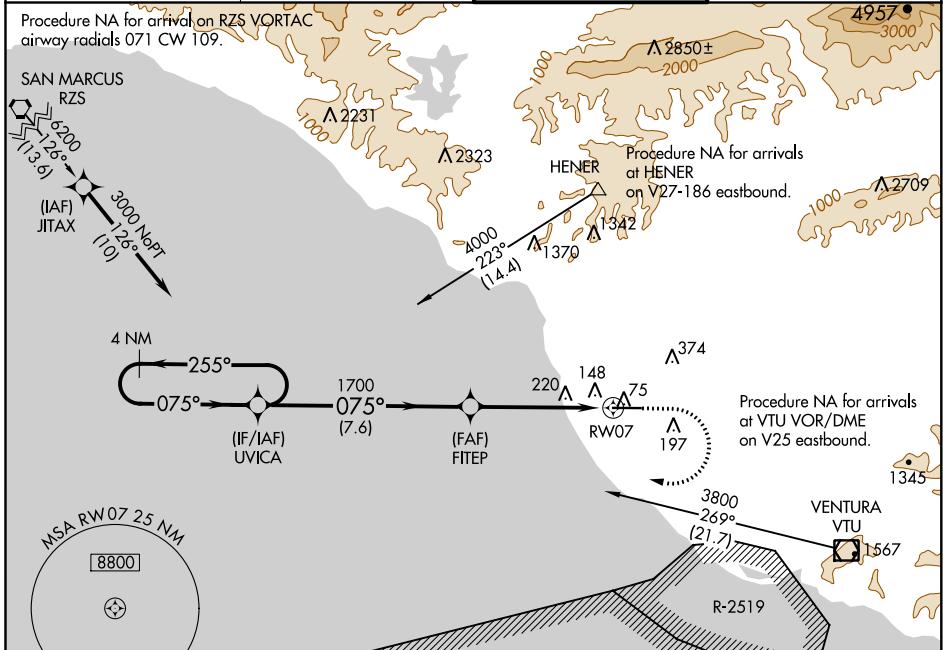 Procedure NA for arrival on RZS VORTAC
airway radials 071 CW 109.
4957
3000
2850±
2000
1000
SAN MARCUS
RZS
6200
126°
(13.6)
2231
1000
2323
HENER
Procedure NA for arrivals
at HENER
on V27-186 eastbound.
2709
1000
(IAF)
JITAX
3000 NoPT
126°
(10)
4000
223°
(14.4)
1342
1370
4 NM
255°
075°
1700
075°
(7.6)
220
148
75
374
(IF/IAF)
UVICA
(FAF)
FITEP
RW07
197
Procedure NA for arrivals
at VTU VOR/DME
on V25 eastbound.
1345
3800
269°
(21.7)
VENTURA
VTU
1567
MSA RW07 25 NM
8800
R-2519